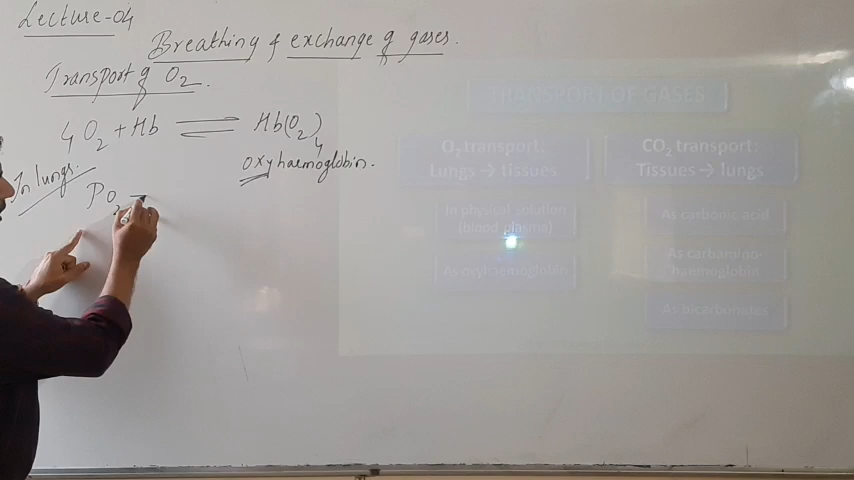 Lecture-04
Breathing & exchange of gases.
Transport of O2.
4O2 + Hb ⇌ Hb(O2)4
oxyhaemoglobin.
In lungs.
PO2
TRANSPORT OF GASES
O2 transport:
Lungs → tissues
In physical solution
(blood plasma)
As oxyhaemoglobin
CO2 transport:
Tissues → lungs
As carbonic acid
As carbamino-
haemoglobin
As bicarbonates